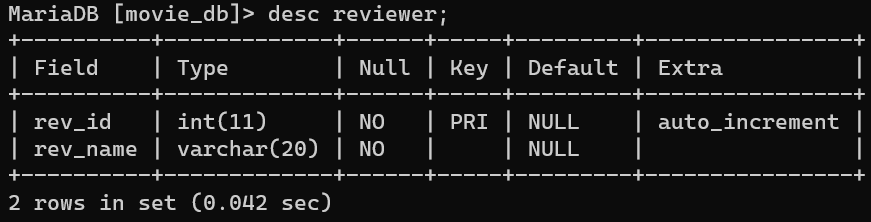 MariaDB [movie_db]> desc reviewer;
+----------+-------------+------+-----+---------+----------------+
| Field    | Type        | Null | Key | Default | Extra          |
+----------+-------------+------+-----+---------+----------------+
| rev_id   | int(11)     | NO   | PRI | NULL    | auto_increment |
| rev_name | varchar(20) | NO   |     | NULL    |                |
+----------+-------------+------+-----+---------+----------------+
2 rows in set (0.042 sec)